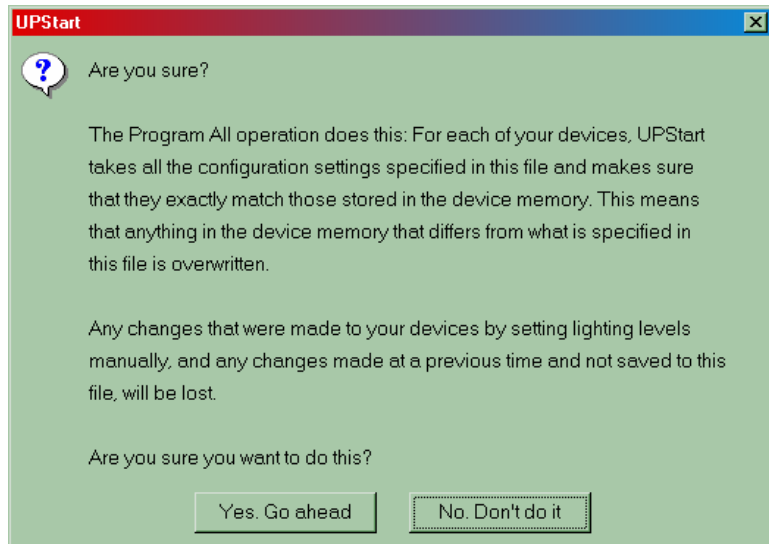 UPStart
Are you sure?
The Program All operation does this: For each of your devices, UPStart
takes all the configuration settings specified in this file and makes sure
that they exactly match those stored in the device memory. This means
that anything in the device memory that differs from what is specified in
this file is overwritten.
Any changes that were made to your devices by setting lighting levels
manually, and any changes made at a previous time and not saved to this
file, will be lost.
Are you sure you want to do this?
Yes. Go ahead
No. Don't do it